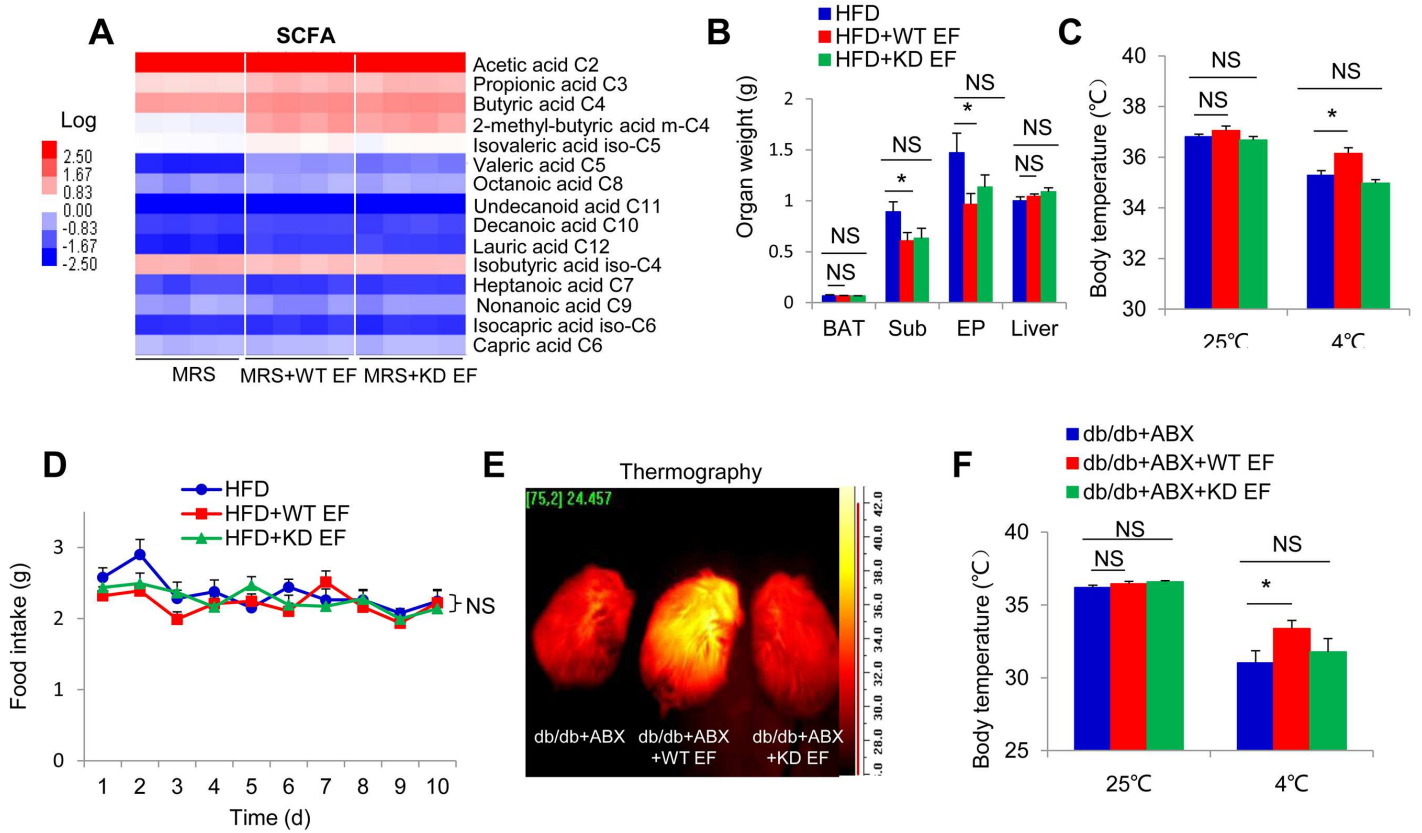 A
SCFA
Acetic acid C2
Propionic acid C3
Butyric acid C4
2-methyl-butyric acid m-C4
Isovaleric acid iso-C5
Valeric acid C5
Octanoic acid C8
Undecanoid acid C11
Decanoic acid C10
Lauric acid C12
Isobutyric acid iso-C4
Heptanoic acid C7
Nonanoic acid C9
Isocapric acid iso-C6
Capric acid C6
Log
2.50
1.67
0.83
0.00
-0.83
-1.67
-2.50
MRS
MRS+WT EF
MRS+KD EF
B
HFD
HFD+WT EF
HFD+KD EF
Organ weight (g)
2
1.5
1
0.5
0
NS
NS
NS
*
NS
*
NS
NS
BAT
Sub
EP
Liver
C
Body temperature (℃)
40
38
36
34
32
30
NS
NS
NS
*
25℃
4℃
D
HFD
HFD+WT EF
HFD+KD EF
Food intake (g)
3
2
1
0
NS
1 2 3 4 5 6 7 8 9 10
Time (d)
E
Thermography
[75,2] 24.457
42.0
40.0
38.0
36.0
34.0
32.0
30.0
28.0
db/db+ABX
db/db+ABX
+WT EF
db/db+ABX
+KD EF
F
db/db+ABX
db/db+ABX+WT EF
db/db+ABX+KD EF
Body temperature (℃)
40
35
30
25
NS
NS
NS
*
25℃
4℃